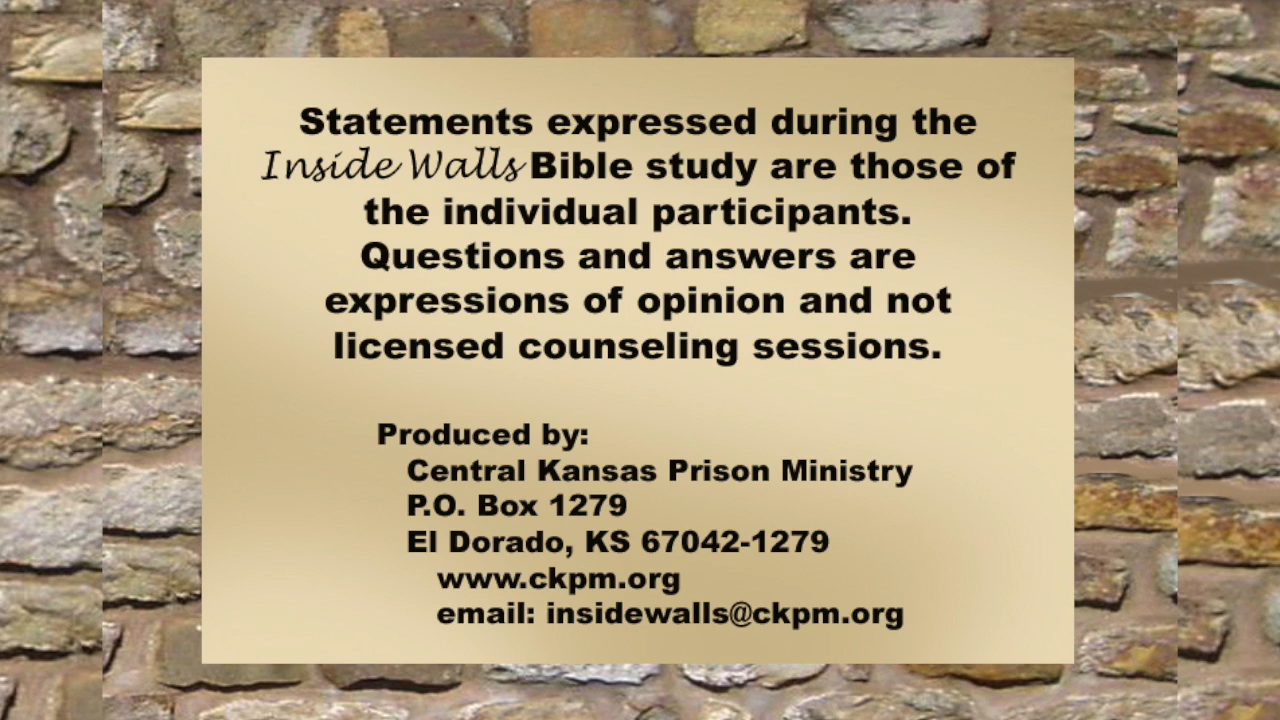 Statements expressed during the
Inside Walls Bible study are those of
the individual participants.
Questions and answers are
expressions of opinion and not
licensed counseling sessions.
Produced by:
Central Kansas Prison Ministry
P.O. Box 1279
El Dorado, KS 67042-1279
www.ckpm.org
email: insidewalls@ckpm.org